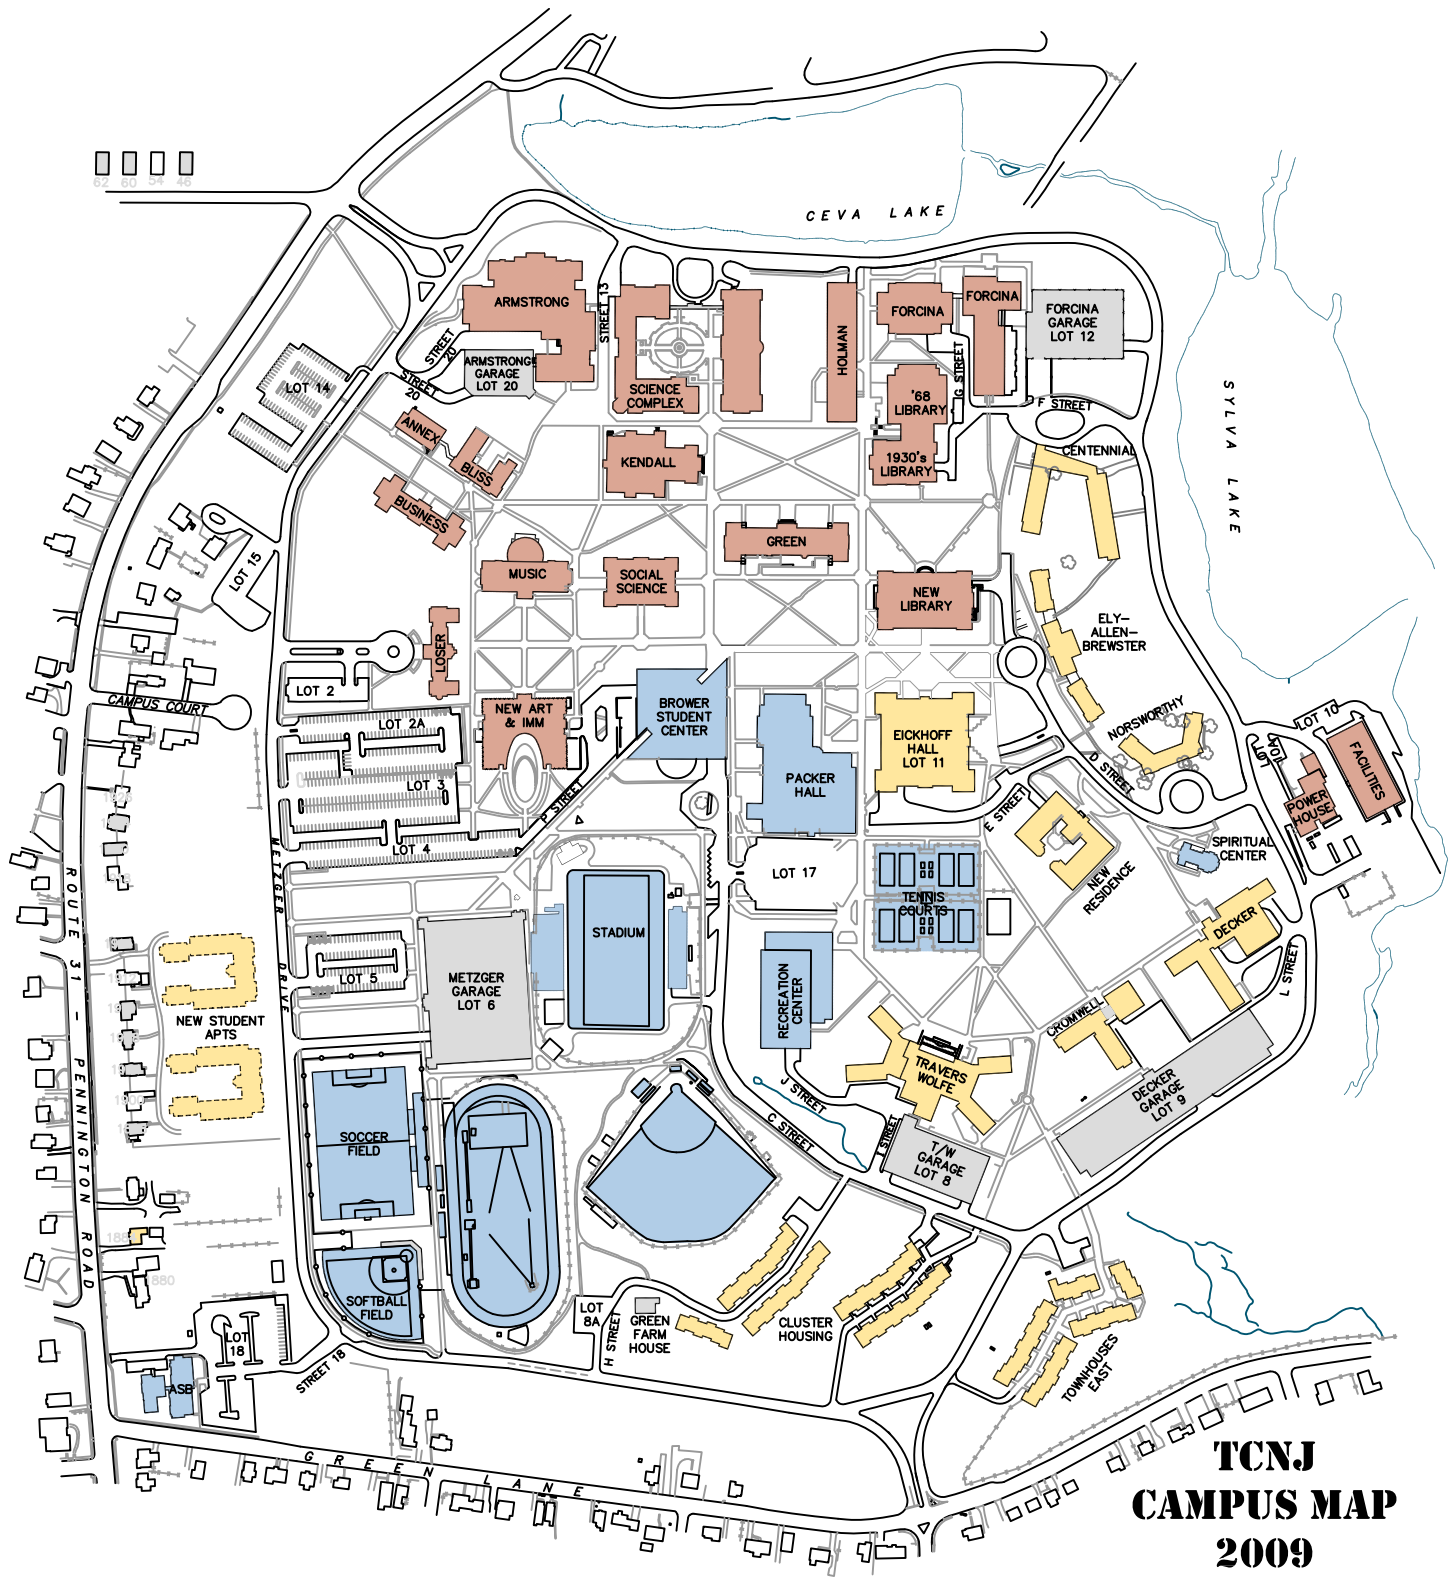 CEVA LAKE
62
60
54
46
ARMSTRONG
STREET 13
FORCINA
FORCINA
FORCINA
GARAGE
LOT 12
STREET
20
ARMSTRONG
GARAGE
LOT 20
STREET
20
LOT 14
SCIENCE
COMPLEX
HOLMAN
G STREET
'68
LIBRARY
F STREET
SYLVA LAKE
ANNEX
BLISS
BUSINESS
KENDALL
1930's
LIBRARY
CENTENNIAL
GREEN
LOT 15
MUSIC
SOCIAL
SCIENCE
NEW
LIBRARY
ELY-
ALLEN-
BREWSTER
LOSER
LOT 2
CAMPUS COURT
NEW ART
& IMM
BROWER
STUDENT
CENTER
LOT 2A
EICKHOFF
HALL
LOT 11
NORSWORTHY
LOT 10
LOT 3
PACKER
HALL
D STREET
FACILITIES
POWER
HOUSE
P STREET
E STREET
LOT 4
SPIRITUAL
CENTER
METZGER DRIVE
LOT 17
NEW
RESIDENCE
TENNIS
COURTS
ROUTE 31 - PENNINGTON ROAD
STADIUM
DECKER
L STREET
LOT 5
METZGER
GARAGE
LOT 6
RECREATION
CENTER
NEW STUDENT
APTS
CROMWELL
TRAVERS
WOLFE
DECKER
GARAGE
LOT 9
J STREET
C STREET
I STREET
SOCCER
FIELD
T/W
GARAGE
LOT 8
1880
SOFTBALL
FIELD
LOT
8A
H STREET
GREEN
FARM
HOUSE
CLUSTER
HOUSING
LOT
18
STREET 18
ASB
TOWNHOUSES
EAST
GREEN LANE
TCNJ
CAMPUS MAP
2009